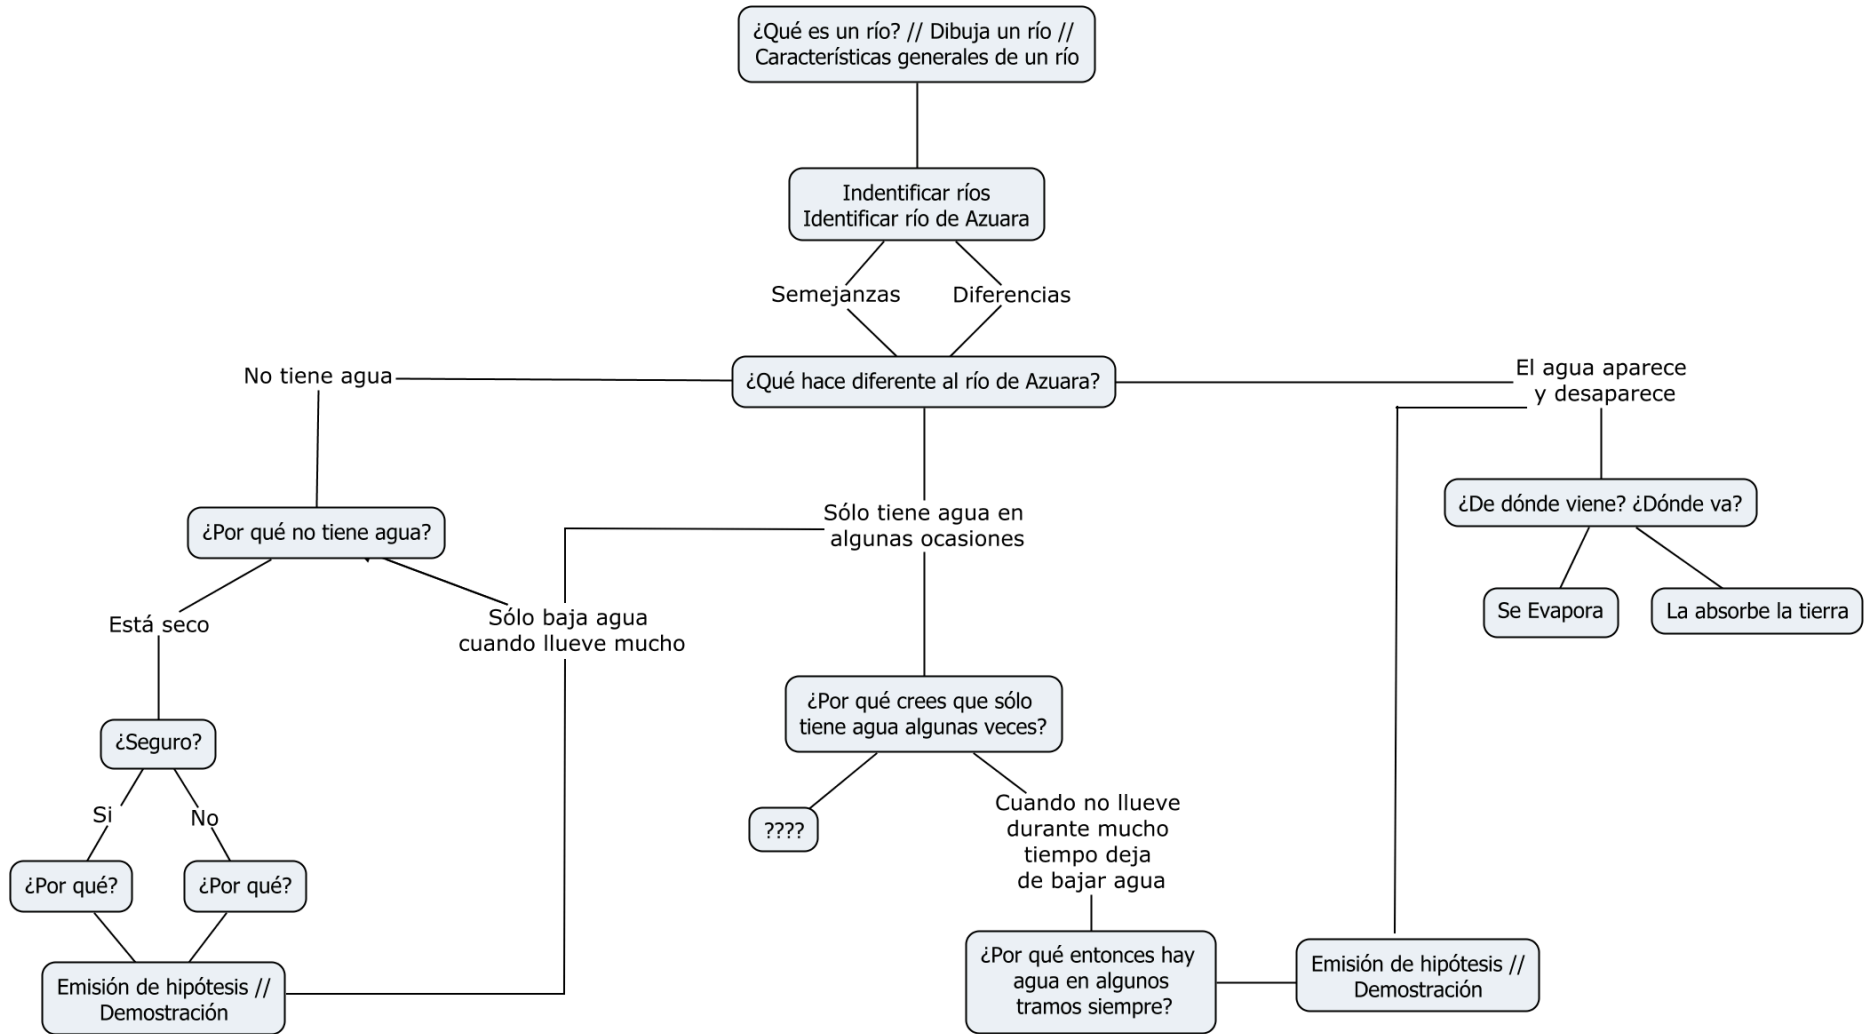 ¿Qué es un río? // Dibuja un río //
Características generales de un río
Indentificar ríos
Identificar río de Azuara
Semejanzas
Diferencias
¿Qué hace diferente al río de Azuara?
No tiene agua
El agua aparece
y desaparece
¿Por qué no tiene agua?
Sólo tiene agua en
algunas ocasiones
¿De dónde viene? ¿Dónde va?
Se Evapora
La absorbe la tierra
Está seco
Sólo baja agua
cuando llueve mucho
¿Seguro?
Si
No
¿Por qué?
¿Por qué?
Emisión de hipótesis //
Demostración
¿Por qué crees que sólo
tiene agua algunas veces?
????
Cuando no llueve
durante mucho
tiempo deja
de bajar agua
¿Por qué entonces hay
agua en algunos
tramos siempre?
Emisión de hipótesis //
Demostración